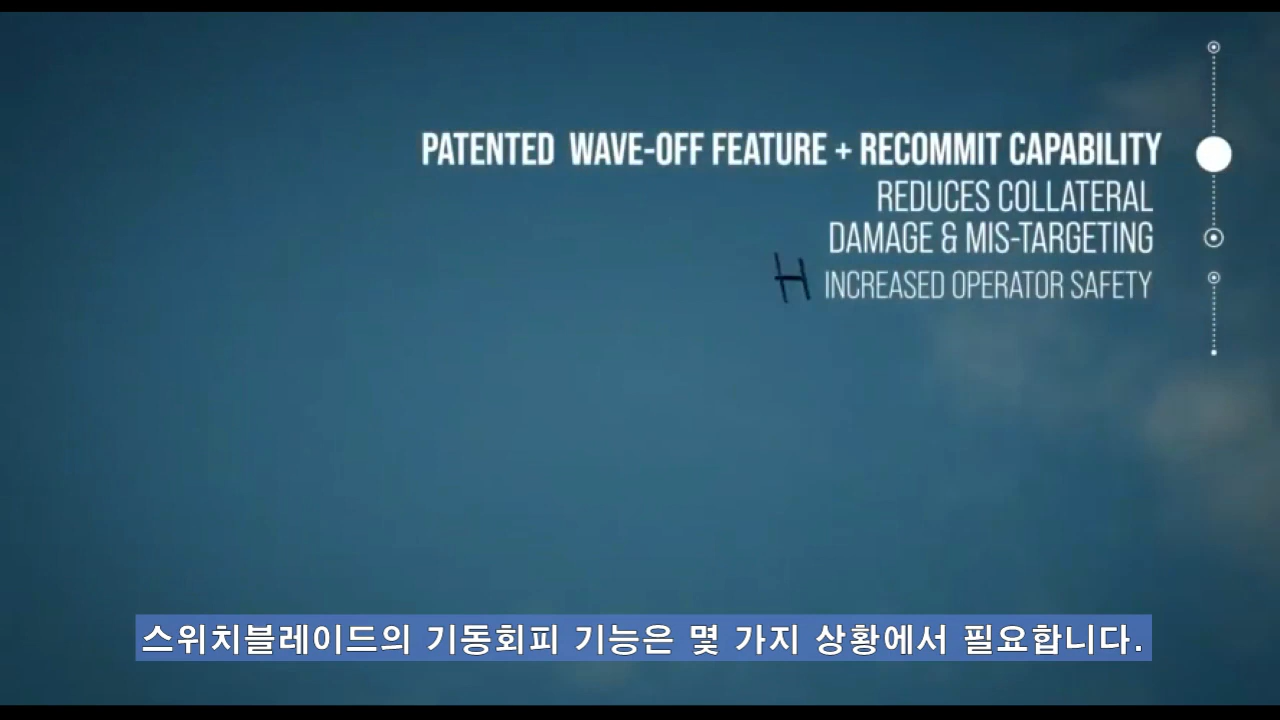 PATENTED WAVE-OFF FEATURE + RECOMMIT CAPABILITY
REDUCES COLLATERAL
DAMAGE & MIS-TARGETING
INCREASED OPERATOR SAFETY
스위치블레이드의 기동회피 기능은 몇 가지 상황에서 필요합니다.